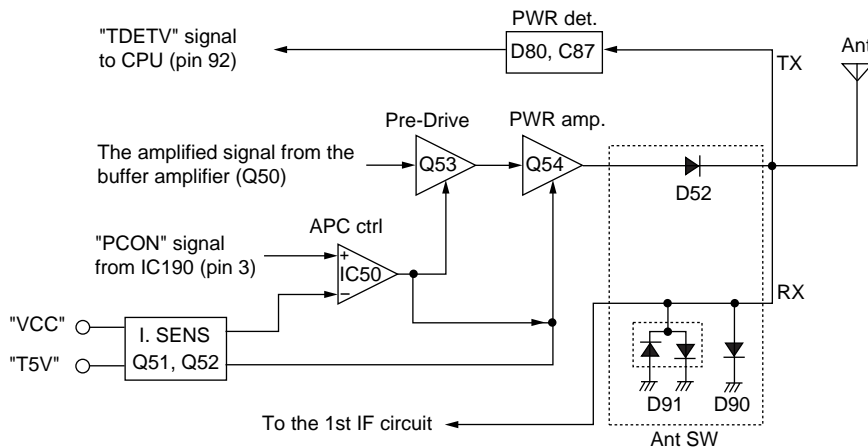 PWR det.
"TDETV" signal
to CPU (pin 92)
D80, C87
TX
Ant
Pre-Drive
PWR amp.
The amplified signal from the
buffer amplifier (Q50)
Q53
Q54
D52
APC ctrl
"PCON" signal
from IC190 (pin 3)
+
IC50
–
RX
"VCC"
"T5V"
I. SENS
Q51, Q52
D91
D90
To the 1st IF circuit
Ant SW